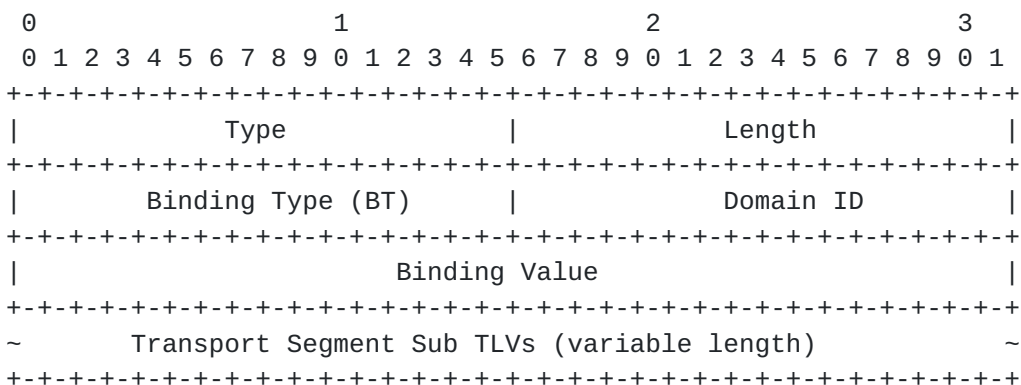 0                   1                   2                   3
 0 1 2 3 4 5 6 7 8 9 0 1 2 3 4 5 6 7 8 9 0 1 2 3 4 5 6 7 8 9 0 1
+-+-+-+-+-+-+-+-+-+-+-+-+-+-+-+-+-+-+-+-+-+-+-+-+-+-+-+-+-+-+-+-+
|             Type              |             Length            |
+-+-+-+-+-+-+-+-+-+-+-+-+-+-+-+-+-+-+-+-+-+-+-+-+-+-+-+-+-+-+-+-+
|        Binding Type (BT)      |             Domain ID         |
+-+-+-+-+-+-+-+-+-+-+-+-+-+-+-+-+-+-+-+-+-+-+-+-+-+-+-+-+-+-+-+-+
|                        Binding Value                          |
+-+-+-+-+-+-+-+-+-+-+-+-+-+-+-+-+-+-+-+-+-+-+-+-+-+-+-+-+-+-+-+-+
~       Transport Segment Sub TLVs (variable length)            ~
+-+-+-+-+-+-+-+-+-+-+-+-+-+-+-+-+-+-+-+-+-+-+-+-+-+-+-+-+-+-+-+-+